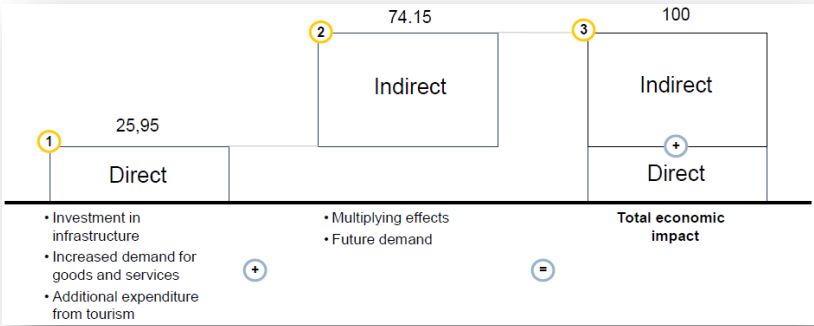 1
25,95
Direct
• Investment in
infrastructure
• Increased demand for
goods and services
• Additional expenditure
from tourism
+
2
74.15
Indirect
• Multiplying effects
• Future demand
=
3
100
Indirect
+
Direct
Total economic
impact